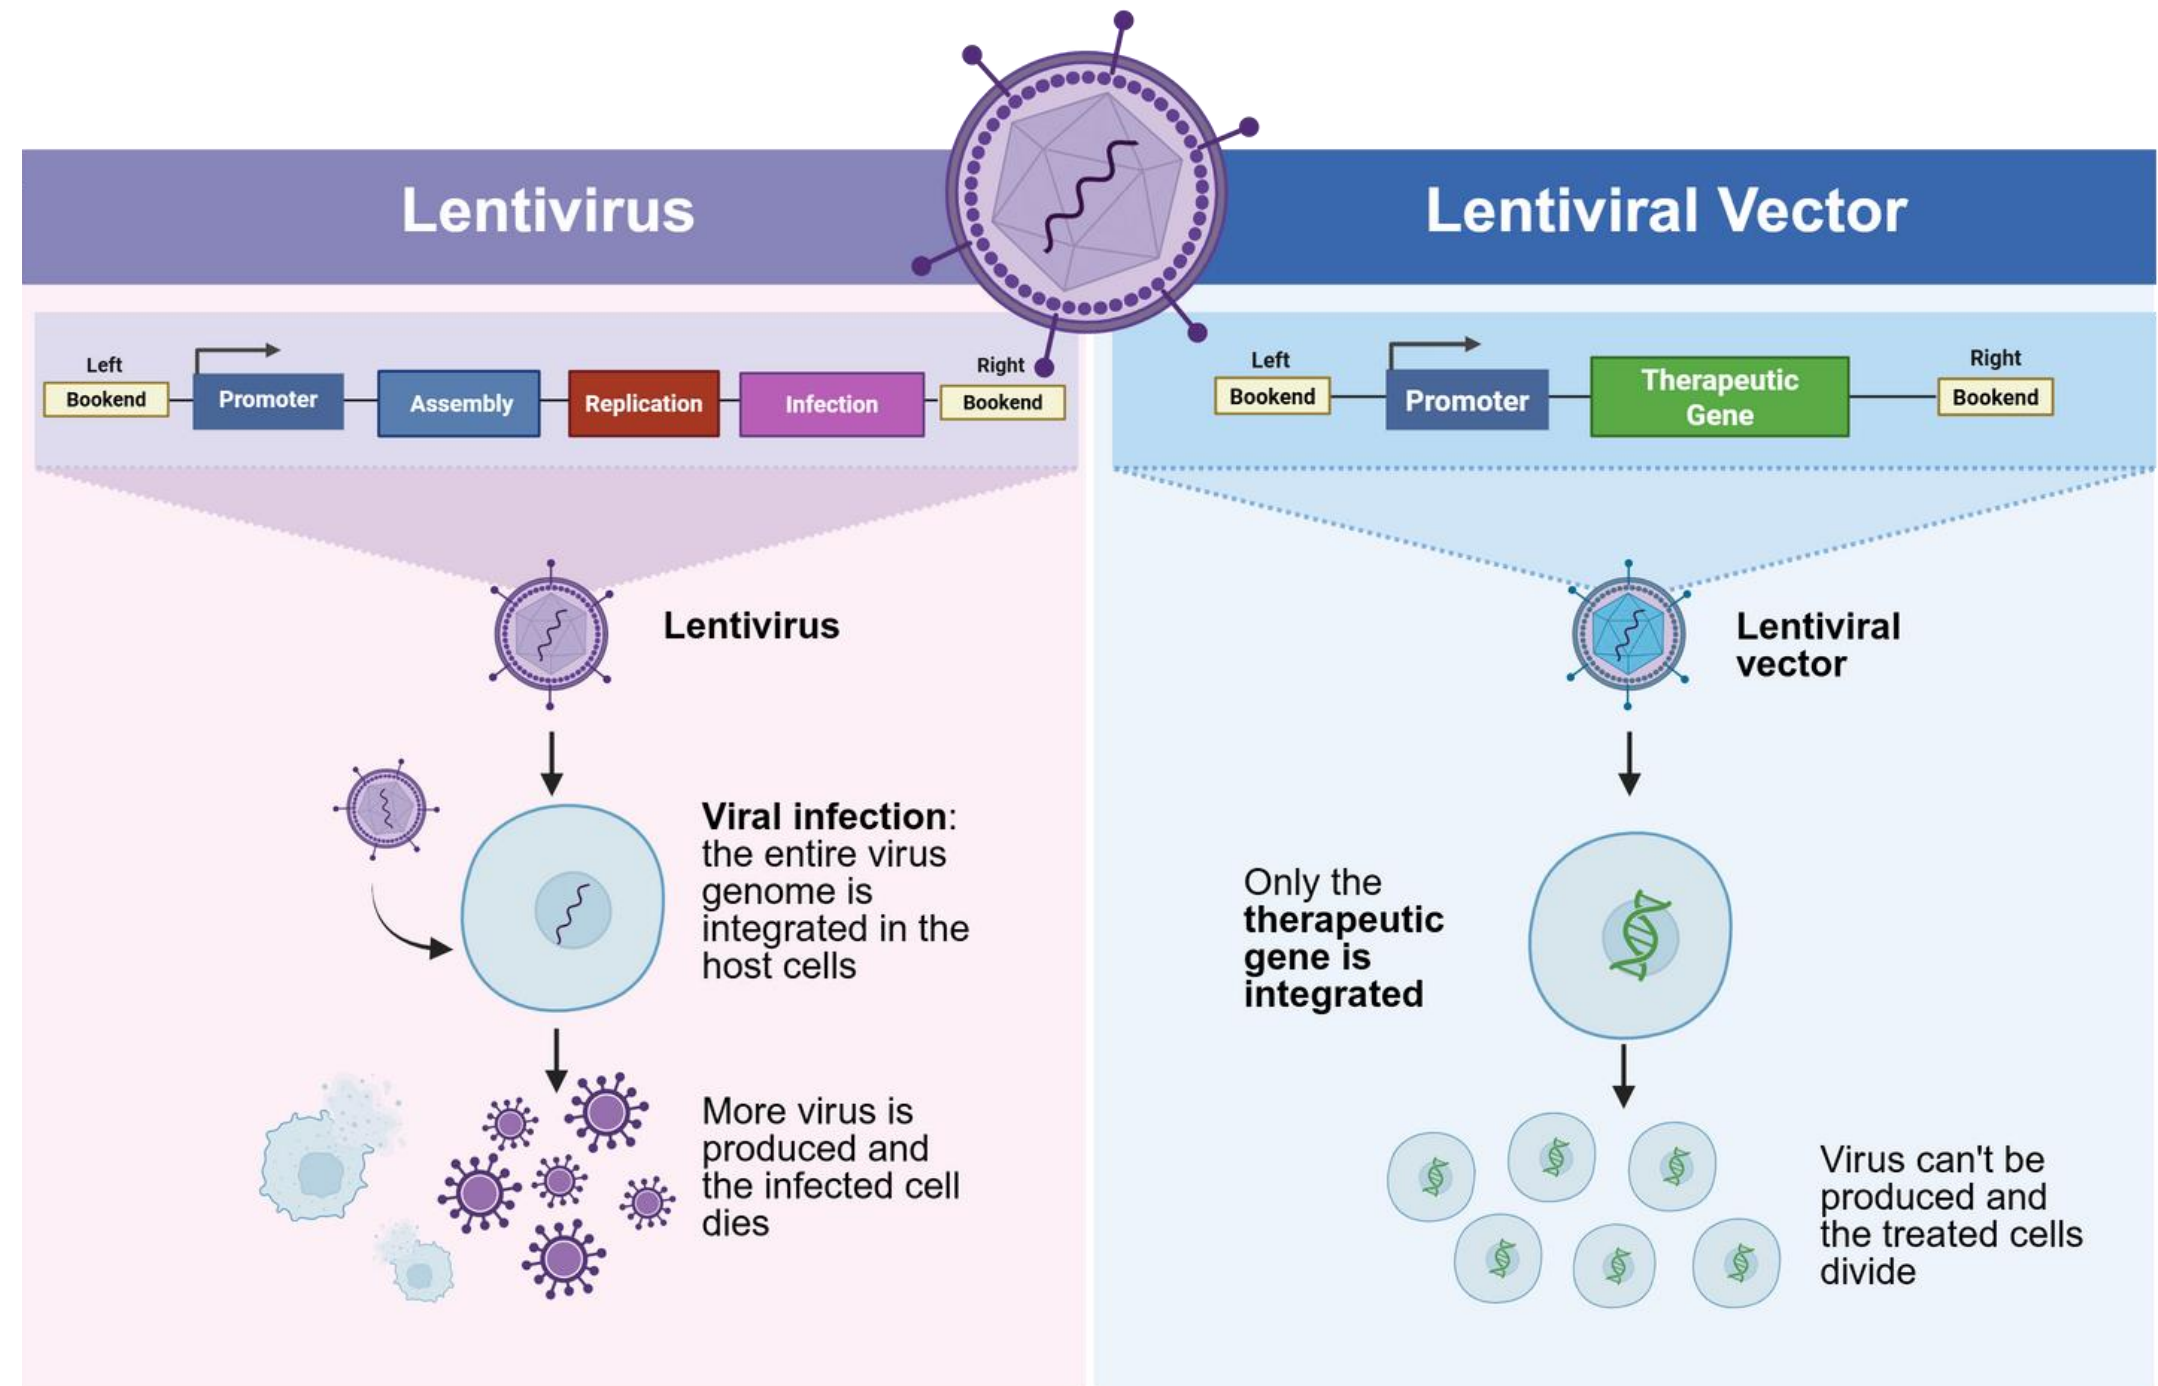 Lentivirus
Left
Right
Bookend
Promoter
Assembly
Replication
Infection
Bookend
Lentivirus
Viral infection:
the entire virus
genome is
integrated in the
host cells
More virus is
produced and
the infected cell
dies
Lentiviral Vector
Left
Right
Bookend
Promoter
Therapeutic
Gene
Bookend
Lentiviral
vector
Only the
therapeutic
gene is
integrated
Virus can't be
produced and
the treated cells
divide